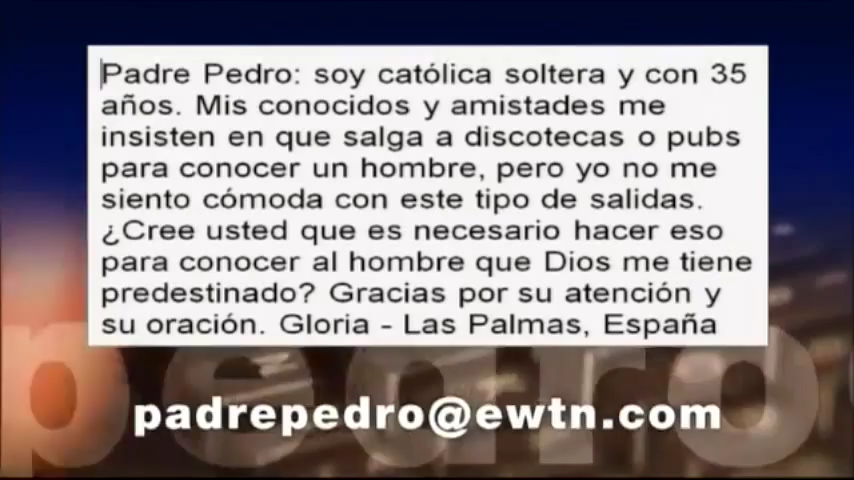 Padre Pedro: soy católica soltera y con 35
años. Mis conocidos y amistades me
insisten en que salga a discotecas o pubs
para conocer un hombre, pero yo no me
siento cómoda con este tipo de salidas.
¿Cree usted que es necesario hacer eso
para conocer al hombre que Dios me tiene
predestinado? Gracias por su atención y
su oración. Gloria - Las Palmas, España
pedro
padrepedro@ewtn.com